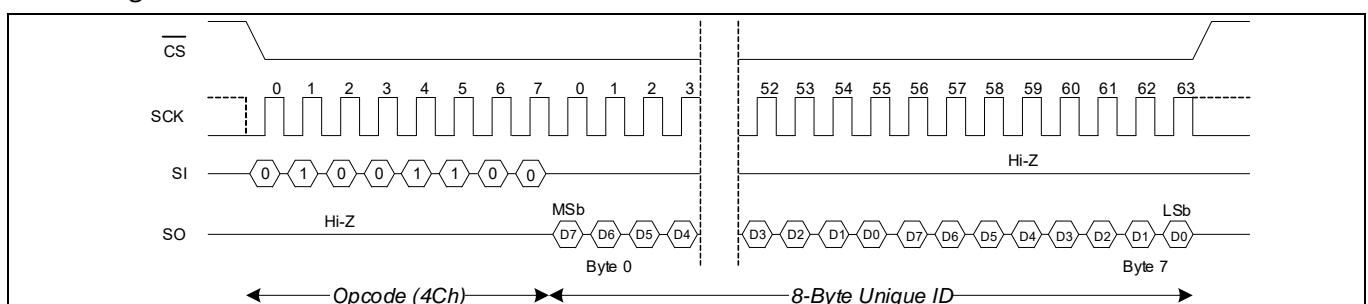 CS
0 1 2 3 4 5 6 7 0 1 2 3 52 53 54 55 56 57 58 59 60 61 62 63
SCK
Hi-Z
SI 0 1 0 0 1 1 0 0
MSb LSb
Hi-Z
SO D7 D6 D5 D4 D3 D2 D1 D0 D7 D6 D5 D4 D3 D2 D1 D0
Byte 0 Byte 7
Opcode (4Ch) 8-Byte Unique ID